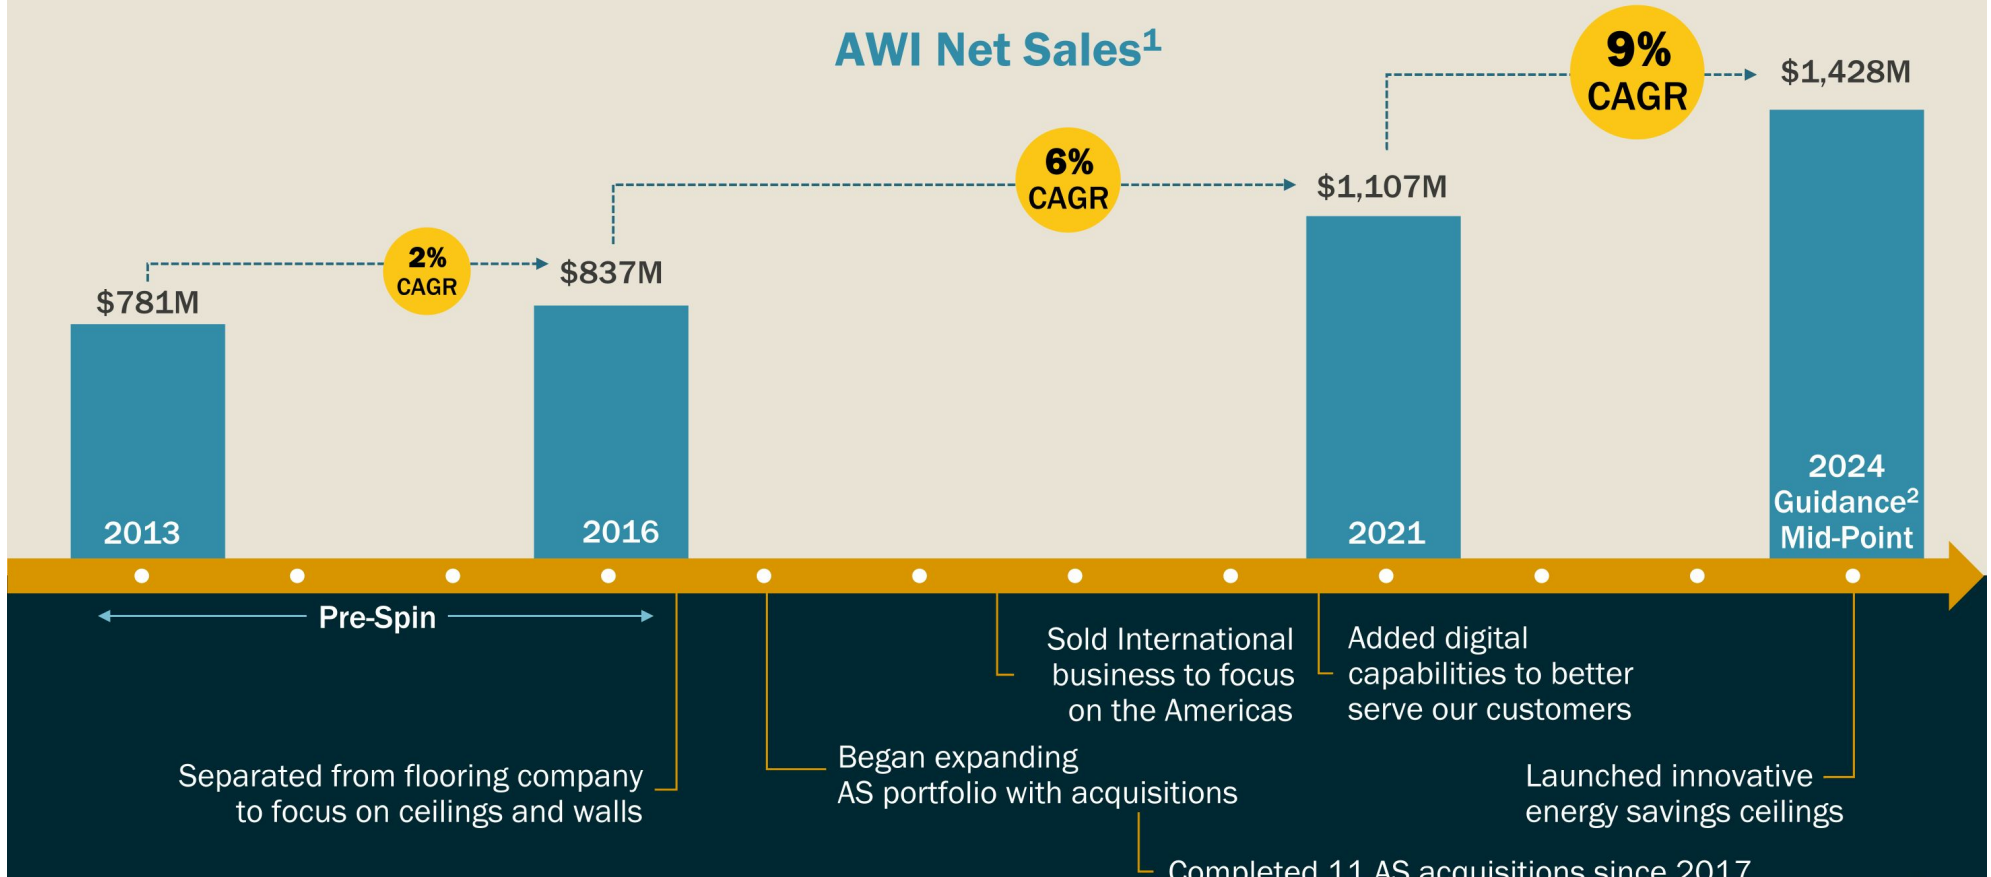 AWI Net Sales¹
9%
CAGR
$1,428M
6%
CAGR
$1,107M
2%
CAGR
$837M
$781M
2013
2016
2021
2024
Guidance²
Mid-Point
Pre-Spin
Sold International
business to focus
on the Americas
Added digital
capabilities to better
serve our customers
Separated from flooring company
to focus on ceilings and walls
Began expanding
AS portfolio with acquisitions
Launched innovative
energy savings ceilings
Completed 11 AS acquisitions since 2017